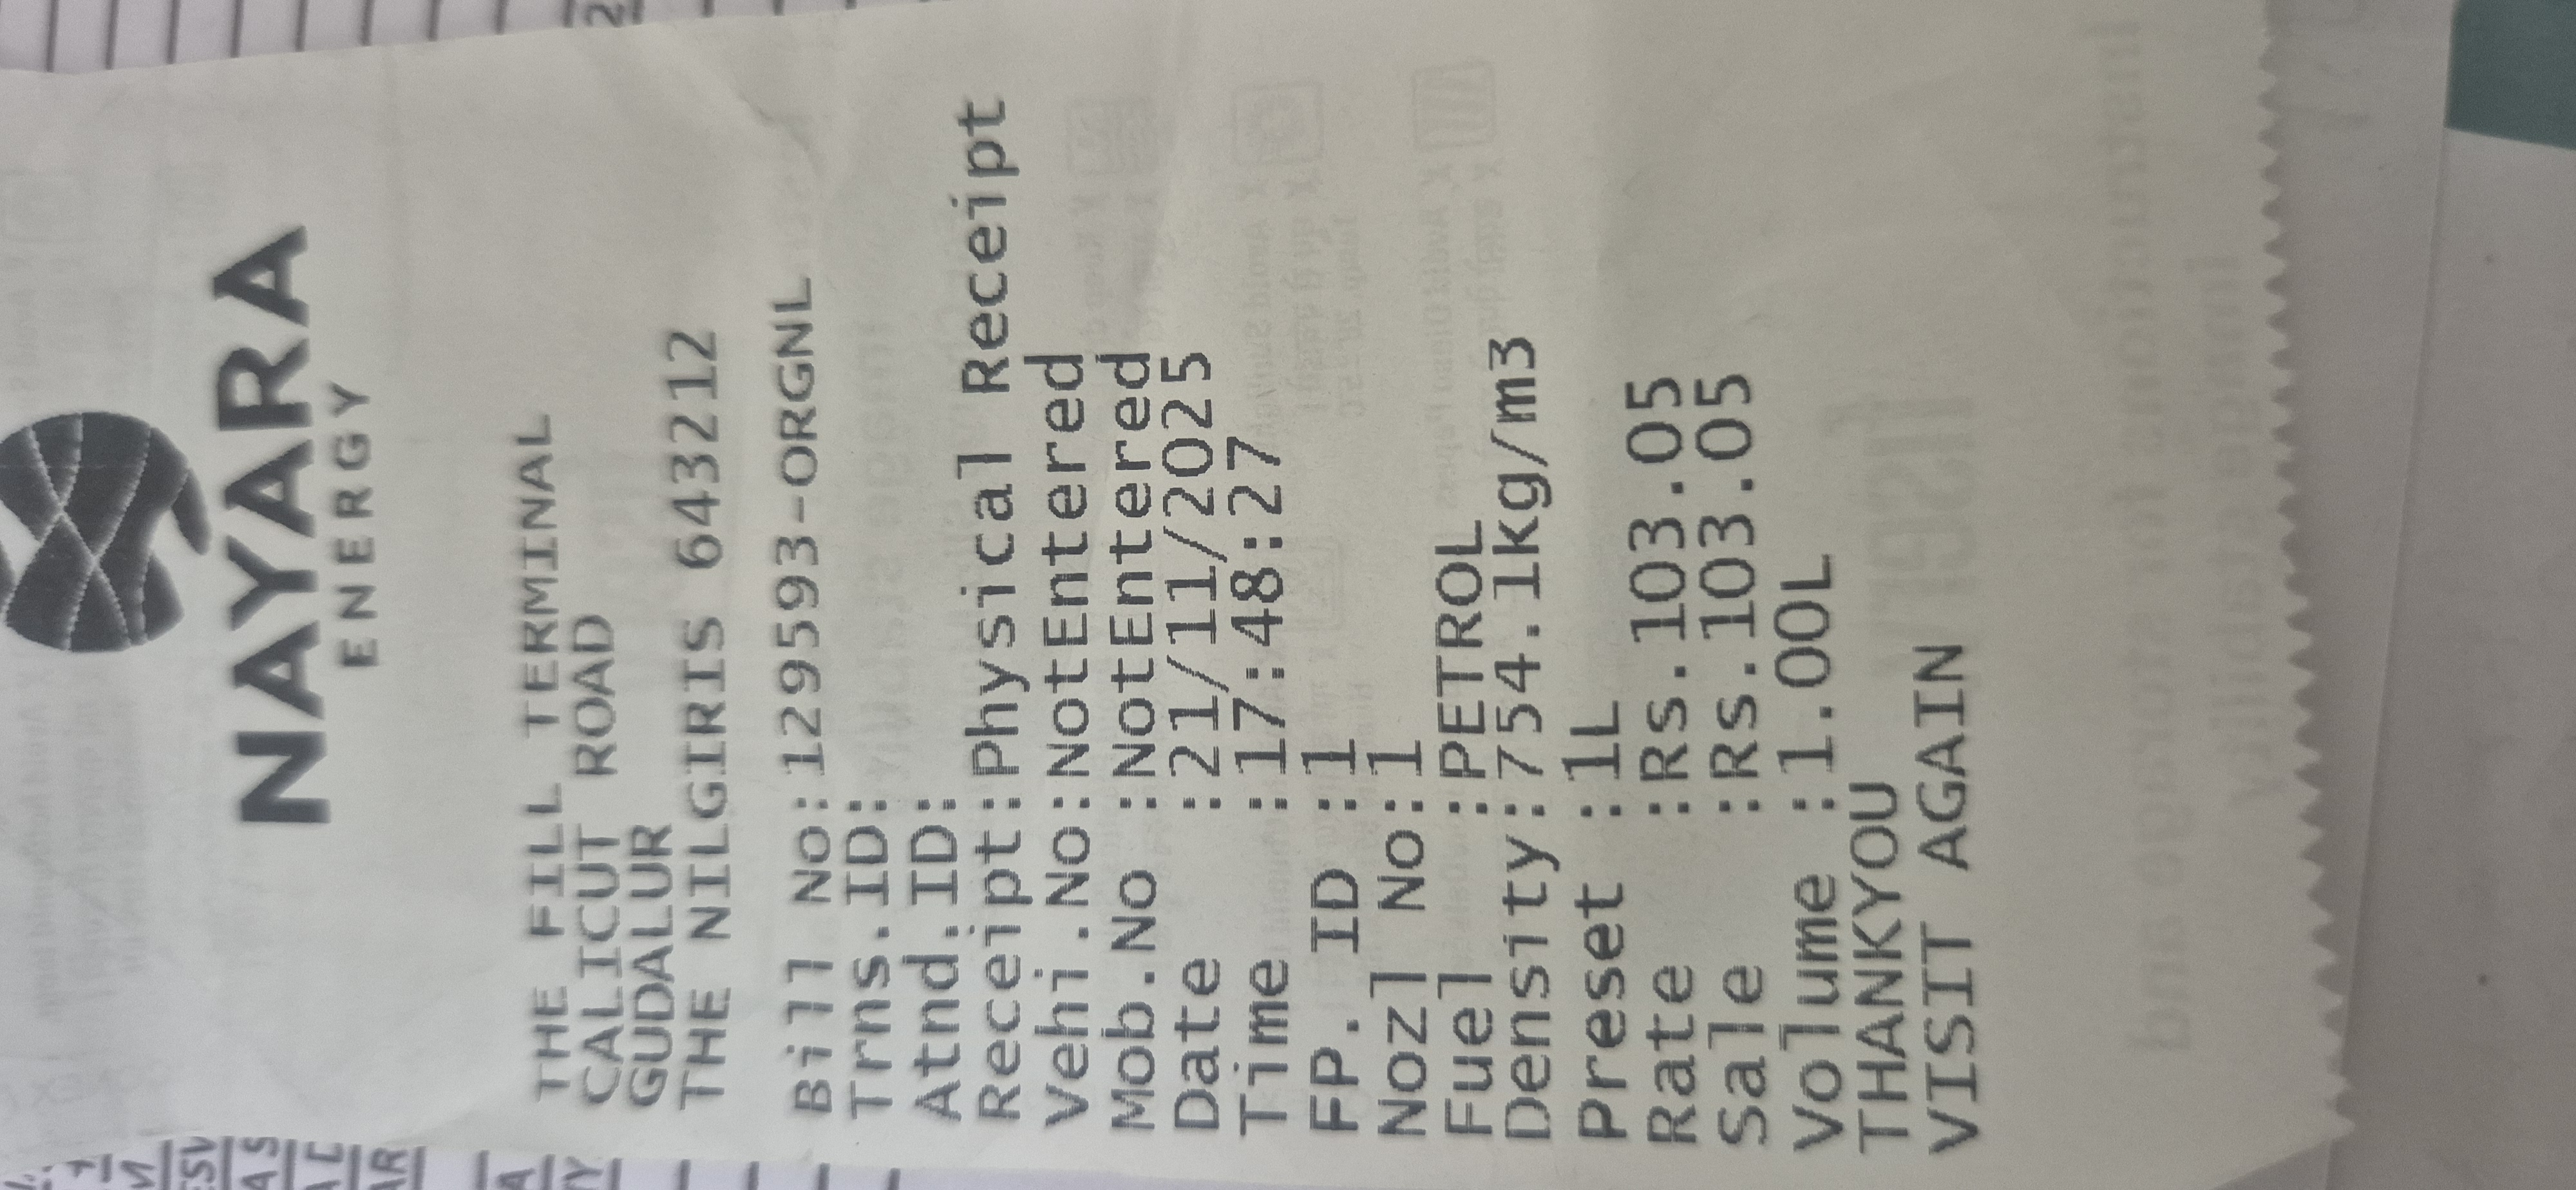 NAYARA
ENERGY
THE FILL TERMINAL
CALICUT ROAD
GUDALUR
THE NILGIRIS 643212
Bill No:1295593-ORGNL
Trns.ID:
Atnd.ID:
Receipt:Physical Receipt
Vehi.No:NotEntered
Mob.No :NotEntered
Date :21/11/2025
Time :17:48:27
FP. ID :1
Nozl No:1
Fuel :PETROL
Density:754.1kg/m3
Preset :1L
Rate :Rs.103.05
Sale :Rs.103.05
Volume :1.00L
THANKYOU
VISIT AGAIN